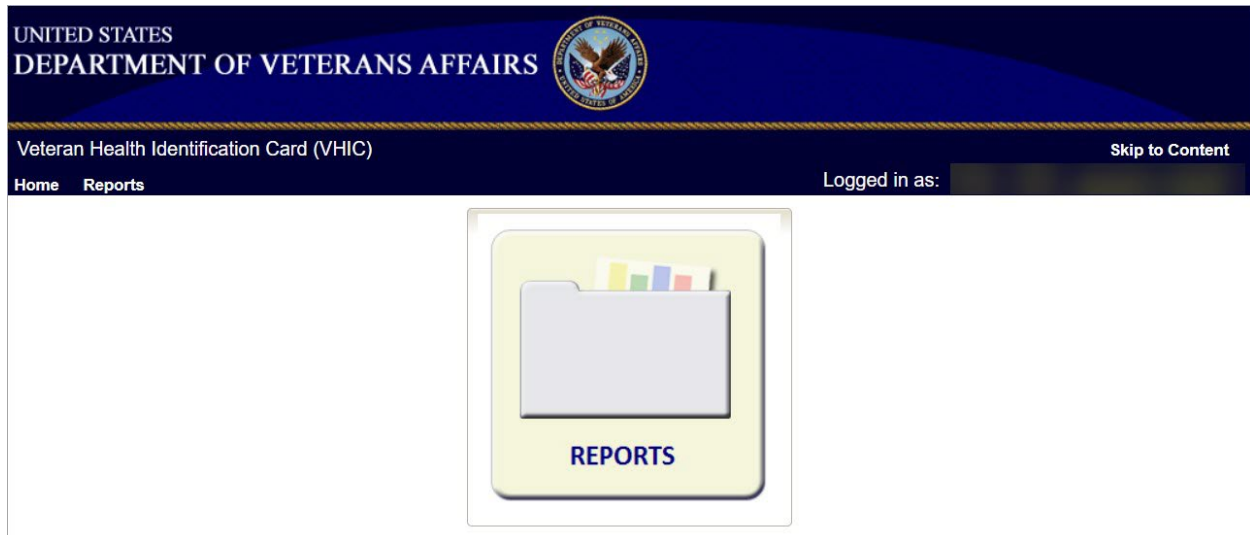 UNITED STATES
DEPARTMENT OF VETERANS AFFAIRS
Veteran Health Identification Card (VHIC)
Skip to Content
Home Reports
Logged in as:
REPORTS